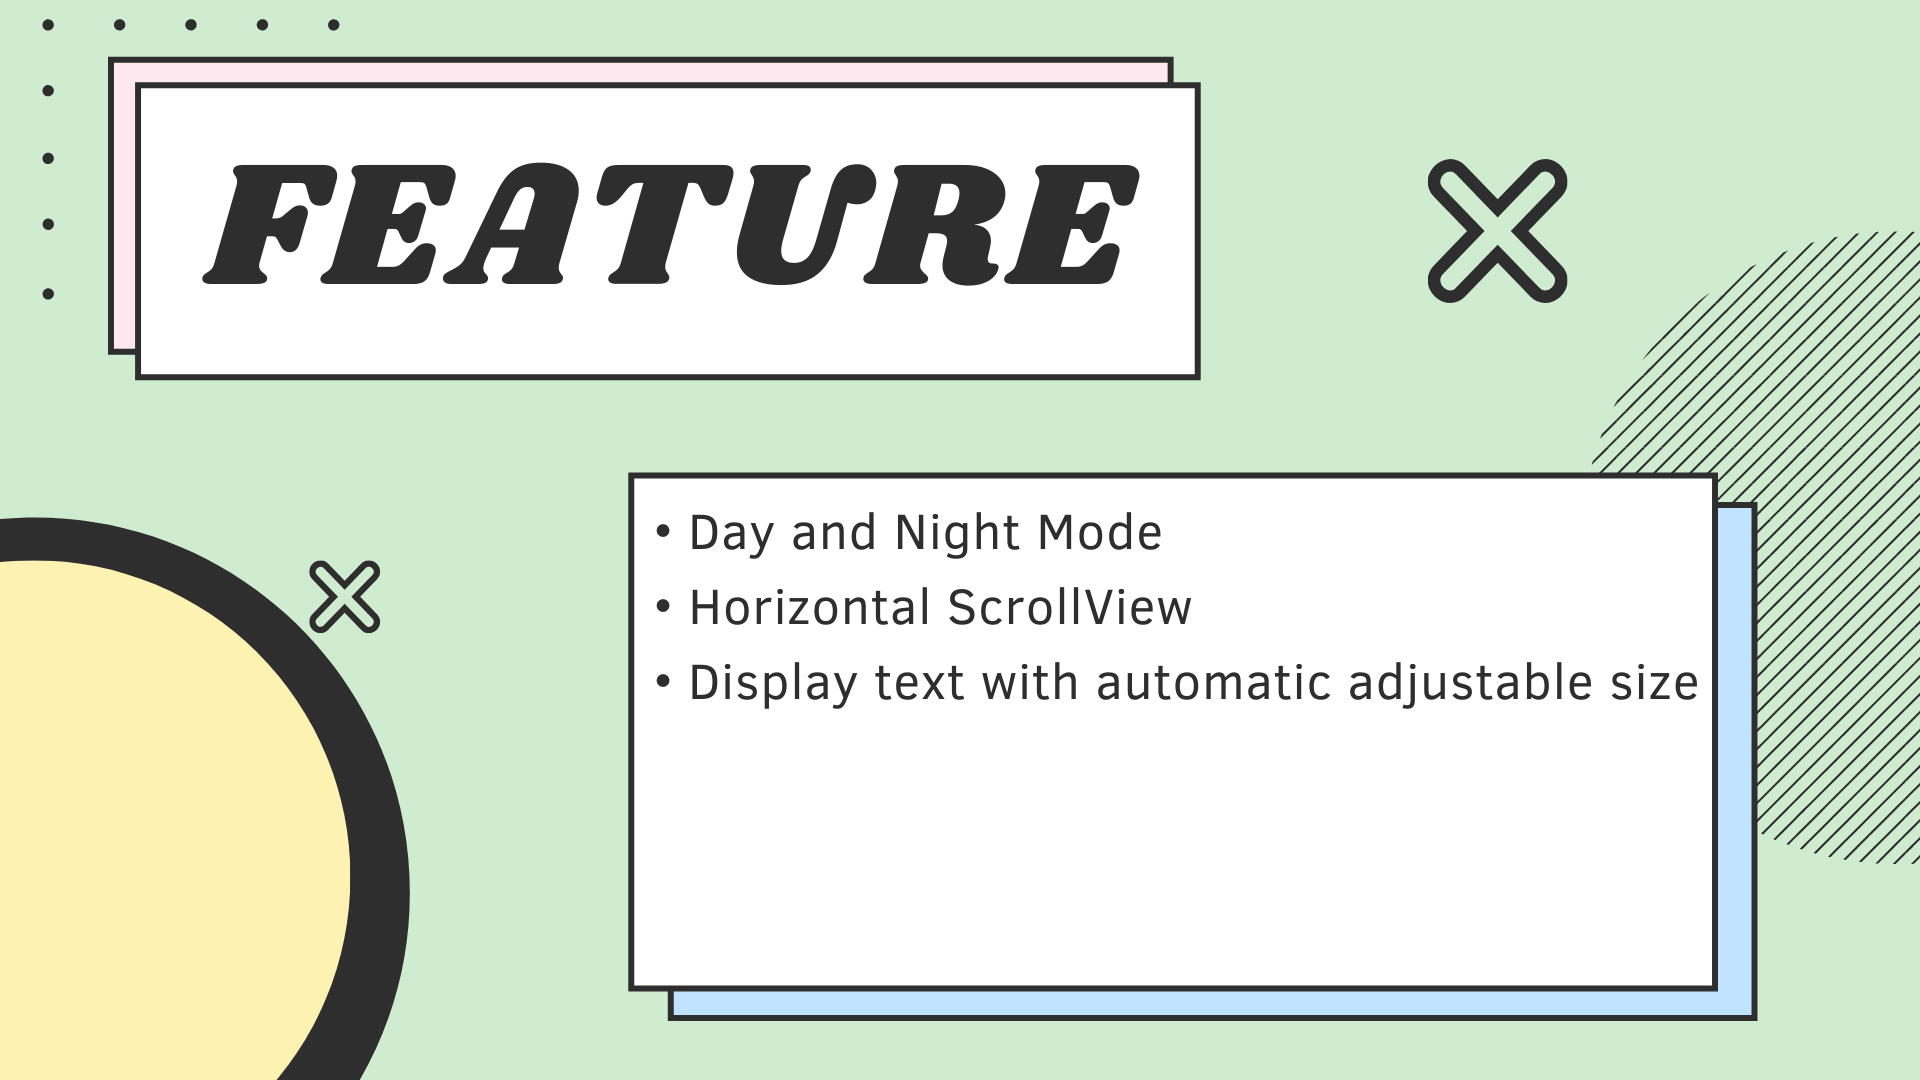 FEATURE
• Day and Night Mode
• Horizontal ScrollView
• Display text with automatic adjustable size